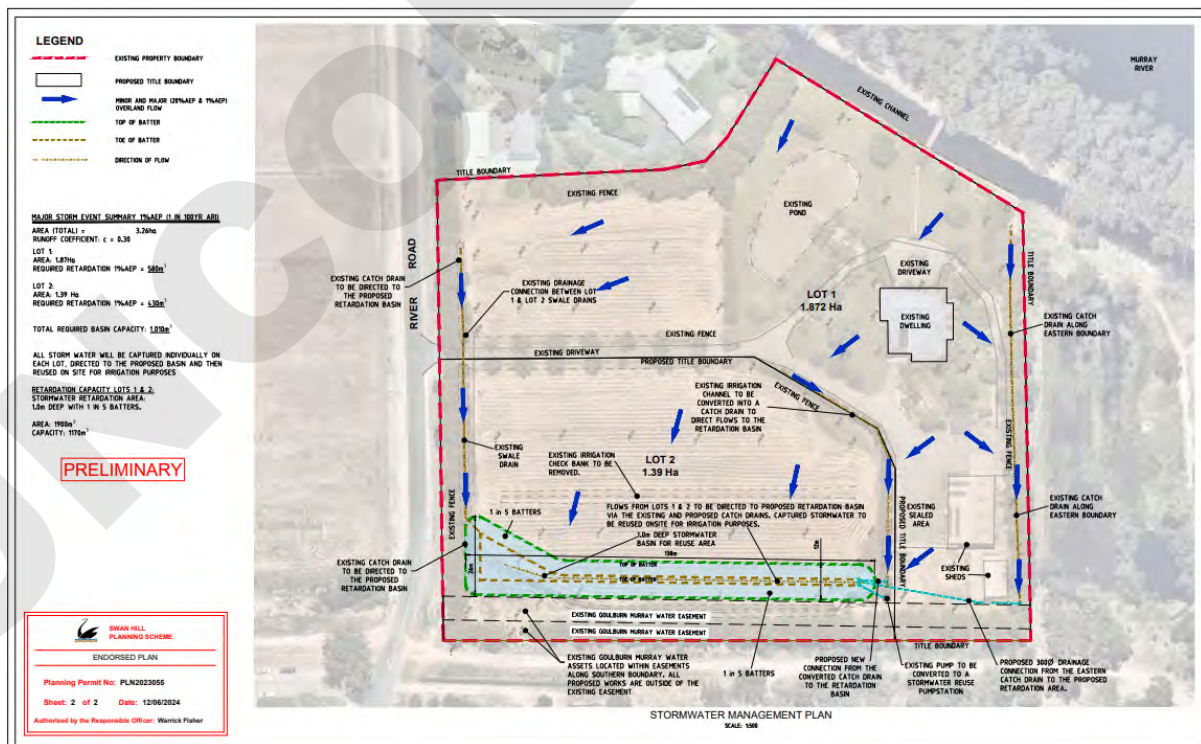 LEGEND
EXISTING PROPERTY BOUNDARY
PROPOSED TITLE BOUNDARY
MINOR AND MAJOR (20%AEP & 1%AEP)
OVERLAND FLOW
TOP OF BATTER
TOE OF BATTER
DIRECTION OF FLOW
MAJOR STORM EVENT SUMMARY 1%AEP (1 IN 100YR ARI)
AREA (TOTAL) = 3.26ha
RUNOFF COEFFICIENT: c = 0.30
LOT 1:
AREA: 1.87Ha
REQUIRED RETARDATION 1%AEP = 580m³
LOT 2:
AREA: 1.39 Ha
REQUIRED RETARDATION 1%AEP = 430m³
TOTAL REQUIRED BASIN CAPACITY: 1,010m³
ALL STORM WATER WILL BE CAPTURED INDIVIDUALLY ON
EACH LOT, DIRECTED TO THE PROPOSED BASIN AND THEN
REUSED ON SITE FOR IRRIGATION PURPOSES
RETARDATION CAPACITY LOTS 1 & 2:
STORMWATER RETARDATION AREA:
1.0m DEEP WITH 1 IN 5 BATTERS.
AREA: 1900m²
CAPACITY: 1170m³
PRELIMINARY
SWAN HILL
PLANNING SCHEME
ENDORSED PLAN
Planning Permit No: PLN2023055
Sheet: 2 of 2 Date: 12/06/2024
Authorised by the Responsible Officer: Warrick Fisher
MURRAY
RIVER
EXISTING CHANNEL
TITLE BOUNDARY
EXISTING FENCE
EXISTING
POND
RIVER ROAD
EXISTING CATCH DRAIN
TO BE DIRECTED TO
THE PROPOSED
RETARDATION BASIN
EXISTING DRAINAGE
CONNECTION BETWEEN LOT
1 & LOT 2 SWALE DRAINS
EXISTING
DRIVEWAY
TITLE BOUNDARY
LOT 1
1.872 Ha
EXISTING
DWELLING
EXISTING CATCH
DRAIN ALONG
EASTERN BOUNDARY
EXISTING FENCE
EXISTING DRIVEWAY
PROPOSED TITLE BOUNDARY
EXISTING IRRIGATION
CHANNEL TO BE
CONVERTED INTO A
CATCH DRAIN TO
DIRECT FLOWS TO THE
RETARDATION BASIN
EXISTING FENCE
EXISTING FENCE
EXISTING
SWALE
DRAIN
EXISTING IRRIGATION
CHECK BANK TO BE
REMOVED.
LOT 2
1.39 Ha
EXISTING FENCE
1 in 5 BATTERS
FLOWS FROM LOTS 1 & 2 TO BE DIRECTED TO PROPOSED RETARDATION BASIN
VIA THE EXISTING AND PROPOSED CATCH DRAINS. CAPTURED STORMWATER TO
BE REUSED ONSITE FOR IRRIGATION PURPOSES.
1.0m DEEP STORMWATER
BASIN FOR REUSE AREA
PROPOSED TITLE BOUNDARY
EXISTING
SEALED
AREA
EXISTING CATCH
DRAIN ALONG
EASTERN BOUNDARY
EXISTING CATCH DRAIN
TO BE DIRECTED TO
THE PROPOSED
RETARDATION BASIN
TOP OF BATTER
TOE OF BATTER
EXISTING
SHEDS
EXISTING GOULBURN MURRAY WATER EASEMENT
EXISTING GOULBURN MURRAY WATER EASEMENT
TITLE BOUNDARY
EXISTING GOULBURN MURRAY WATER
ASSETS LOCATED WITHIN EASEMENTS
ALONG SOUTHERN BOUNDARY. ALL
PROPOSED WORKS ARE OUTSIDE OF THE
EXISTING EASEMENT
1 in 5 BATTERS
PROPOSED NEW
CONNECTION FROM THE
CONVERTED CATCH DRAIN
TO THE RETARDATION
BASIN
EXISTING PUMP TO BE
CONVERTED TO A
STORMWATER REUSE
PUMPSTATION
PROPOSED 300Ø DRAINAGE
CONNECTION FROM THE EASTERN
CATCH DRAIN TO THE PROPOSED
RETARDATION AREA.
STORMWATER MANAGEMENT PLAN
SCALE: 1:500